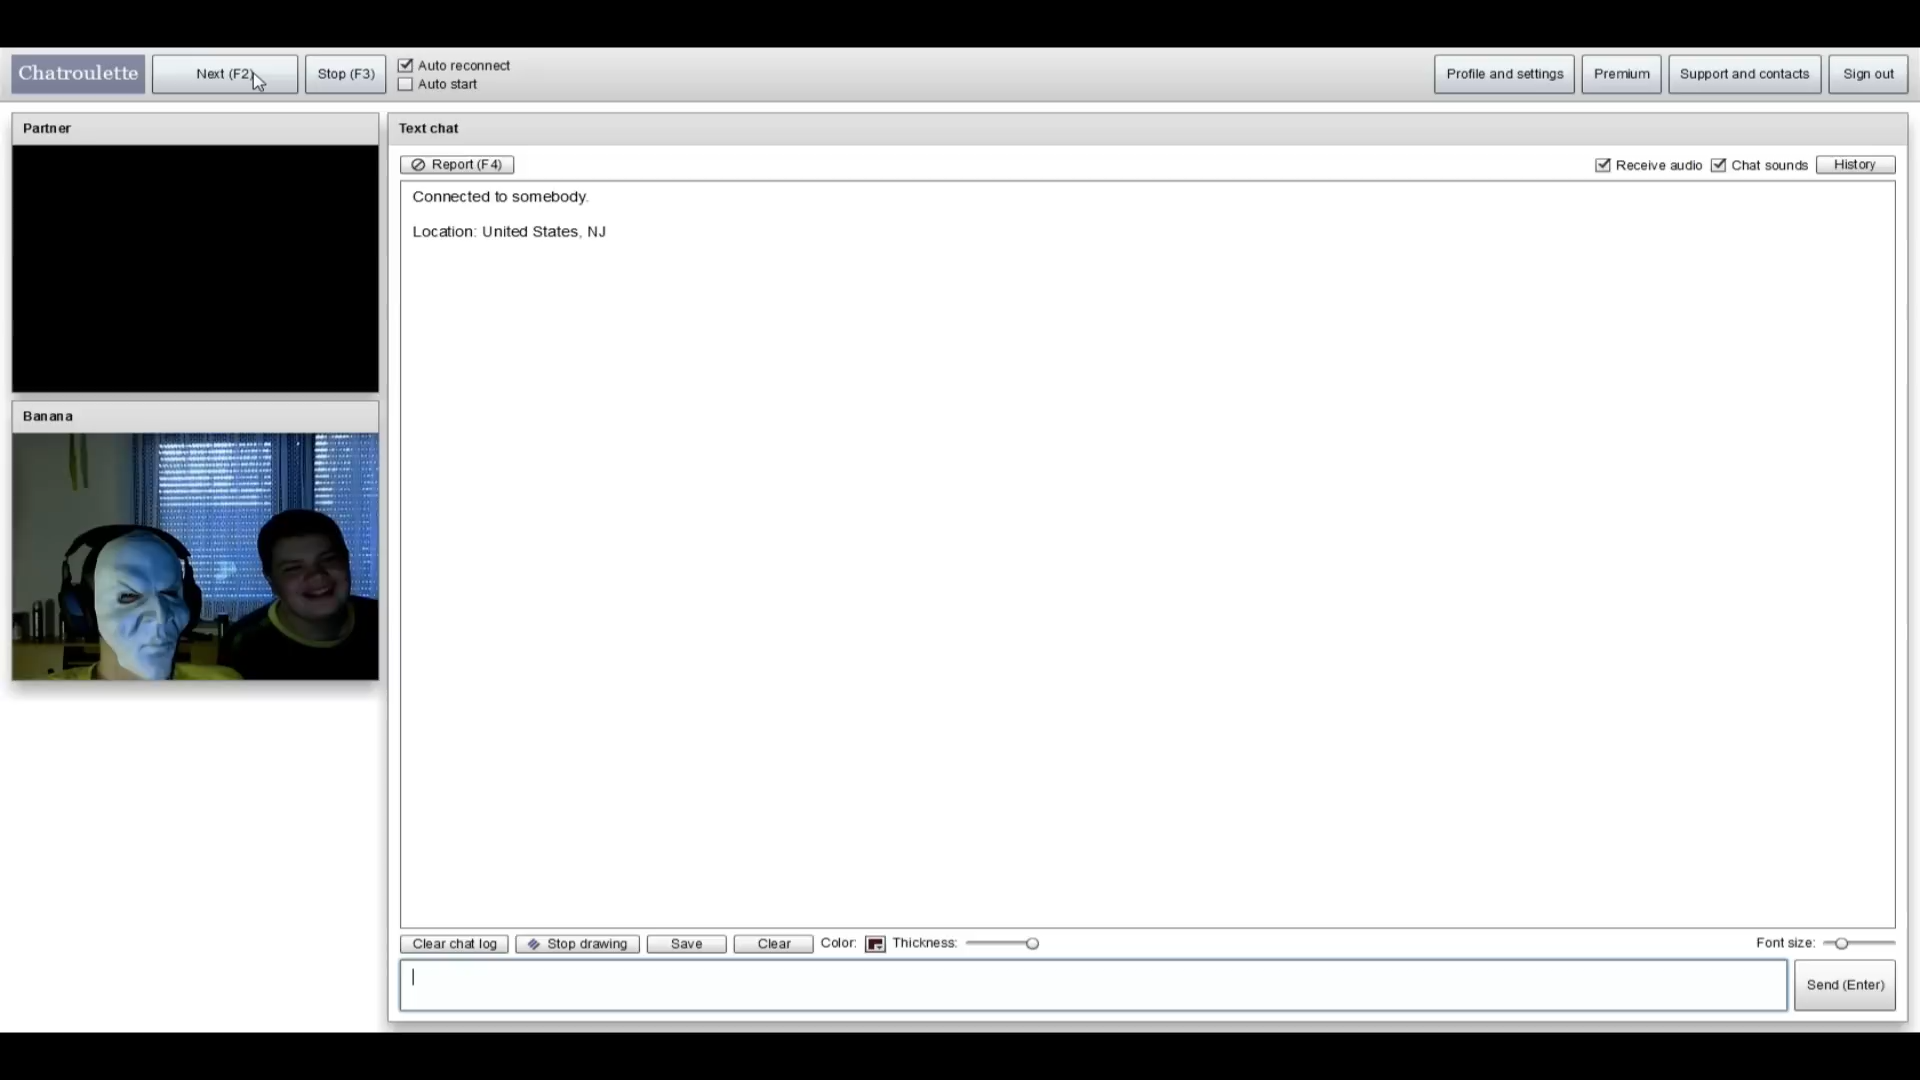 Chatroulette
Next (F2)
Stop (F3)
Auto reconnect
Auto start
Profile and settings
Premium
Support and contacts
Sign out
Partner
Text chat
Report (F4)
Receive audio
Chat sounds
History
Connected to somebody.
Location: United States, NJ
Banana
Clear chat log
Stop drawing
Save
Clear
Color:
Thickness:
Font size:
Send (Enter)